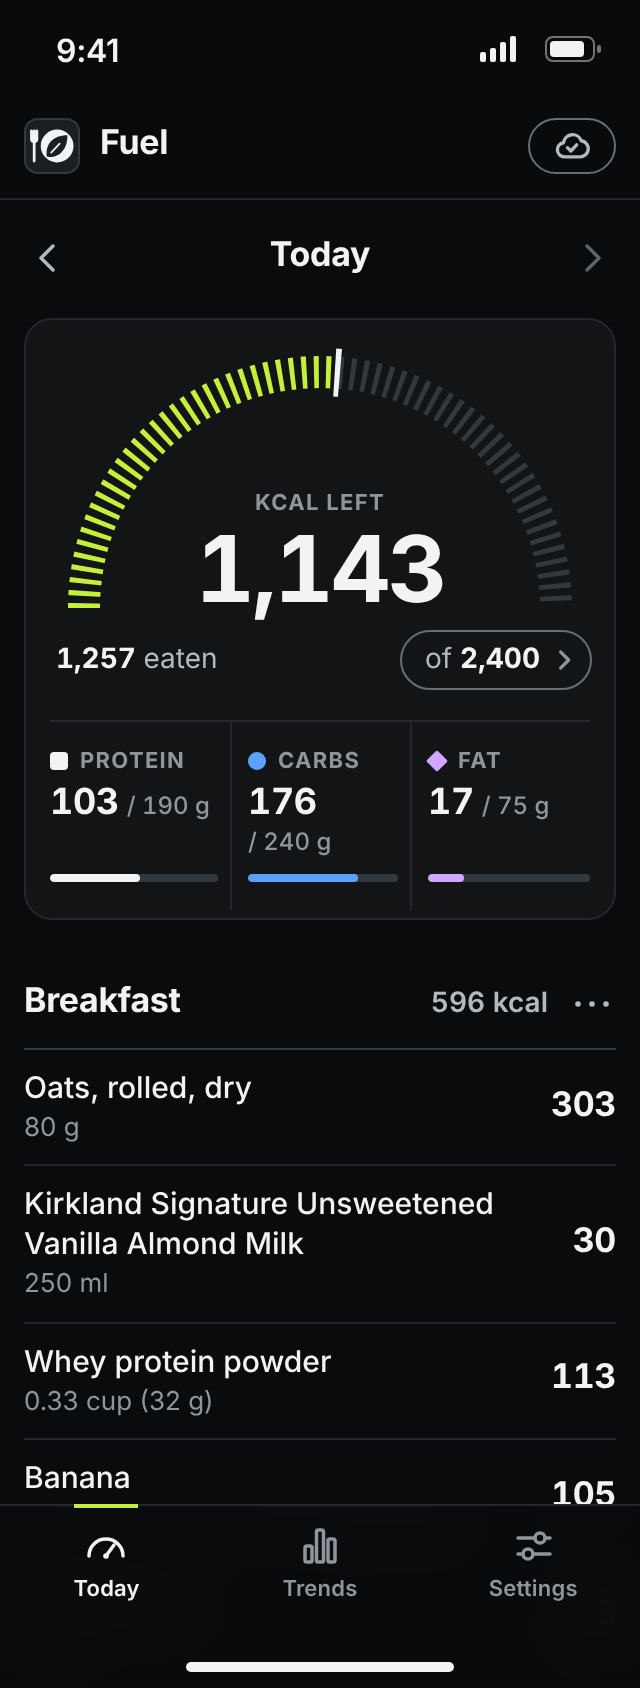 9:41
Fuel
Today
KCAL LEFT
1,143
1,257 eaten
of 2,400
PROTEIN
103 / 190 g
CARBS
176
/ 240 g
FAT
17 / 75 g
Breakfast
596 kcal
Oats, rolled, dry
80 g
303
Kirkland Signature Unsweetened
Vanilla Almond Milk
250 ml
30
Whey protein powder
0.33 cup (32 g)
113
Banana
105
Today
Trends
Settings